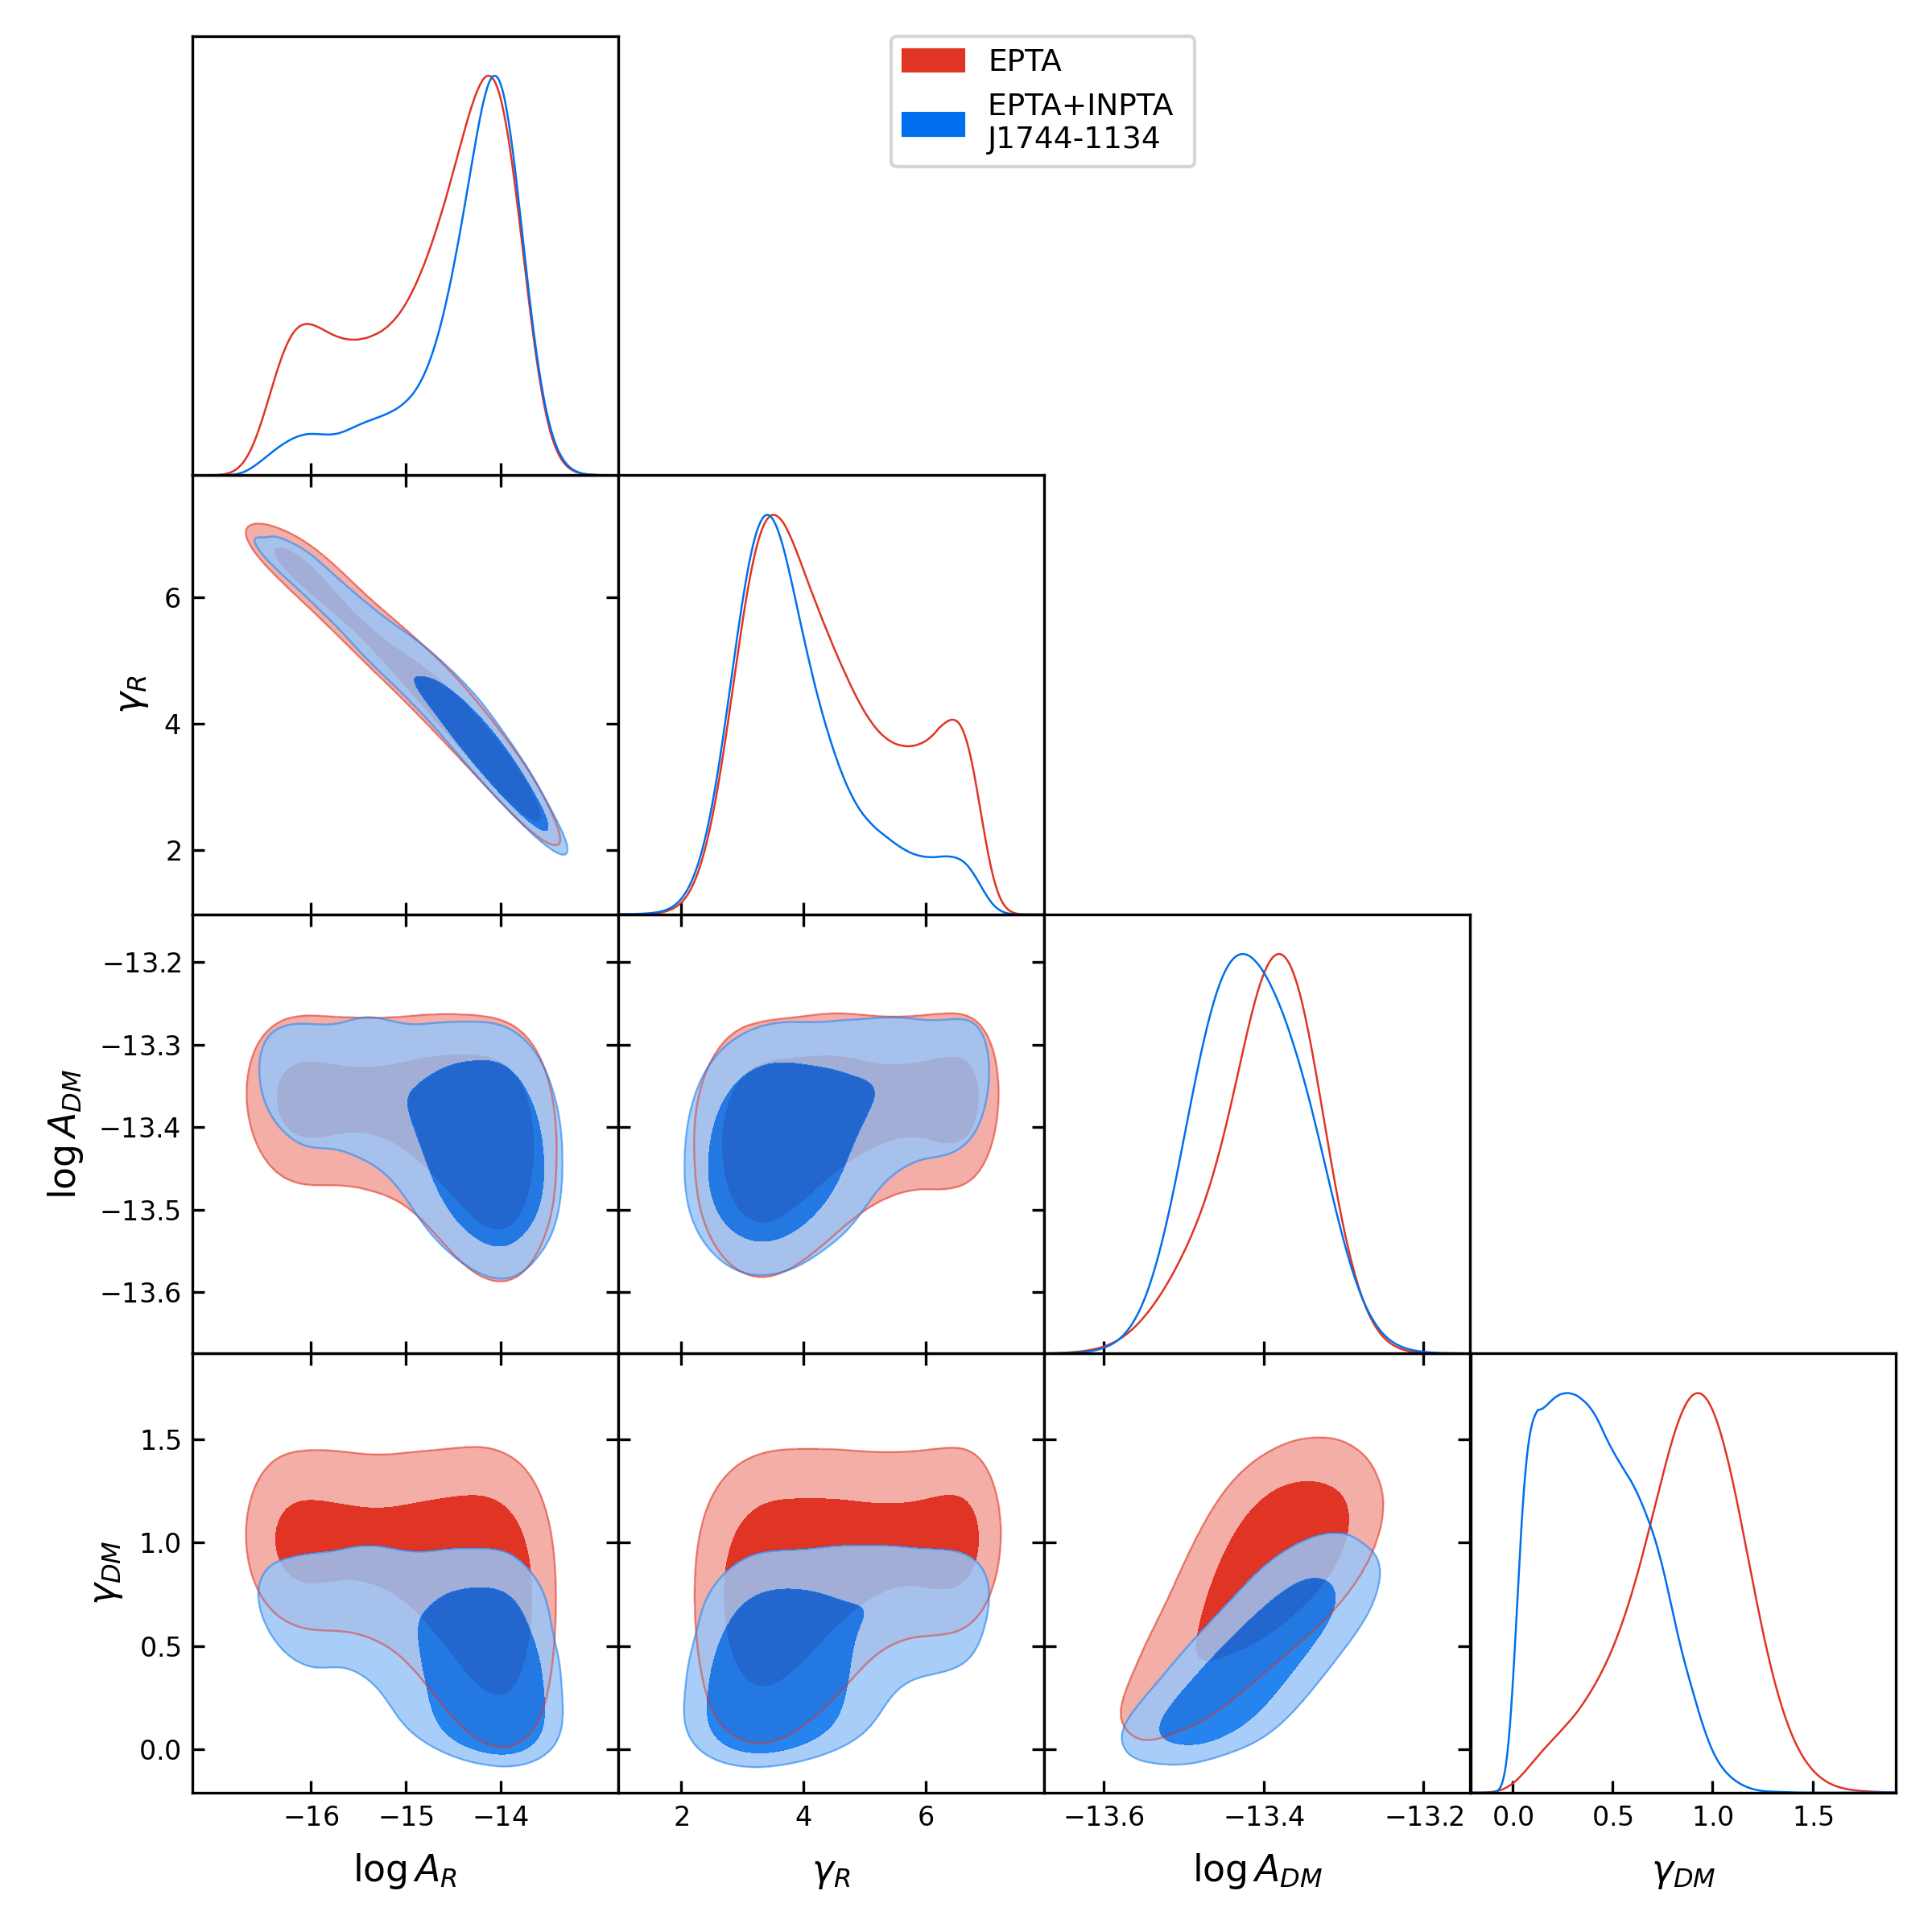 EPTA
EPTA+INPTA
J1744-1134
γ_R
6
4
2
log A_DM
−13.2
−13.3
−13.4
−13.5
−13.6
γ_DM
1.5
1.0
0.5
0.0
−16 −15 −14
2 4 6
−13.6 −13.4 −13.2
0.0 0.5 1.0 1.5
log A_R
γ_R
log A_DM
γ_DM